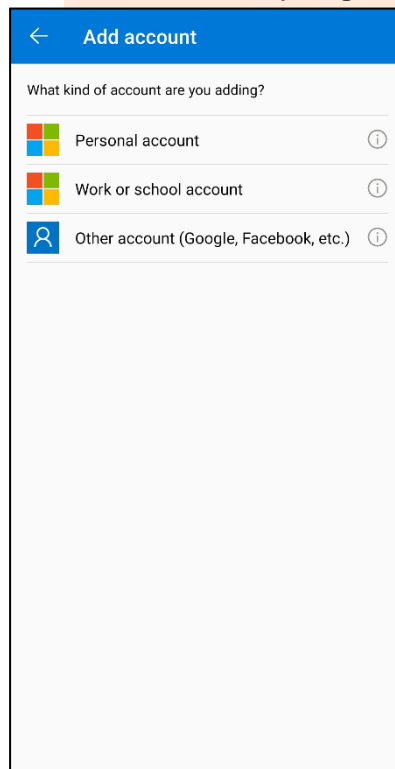 Add account
What kind of account are you adding?
Personal account
Work or school account
Other account (Google, Facebook, etc.)